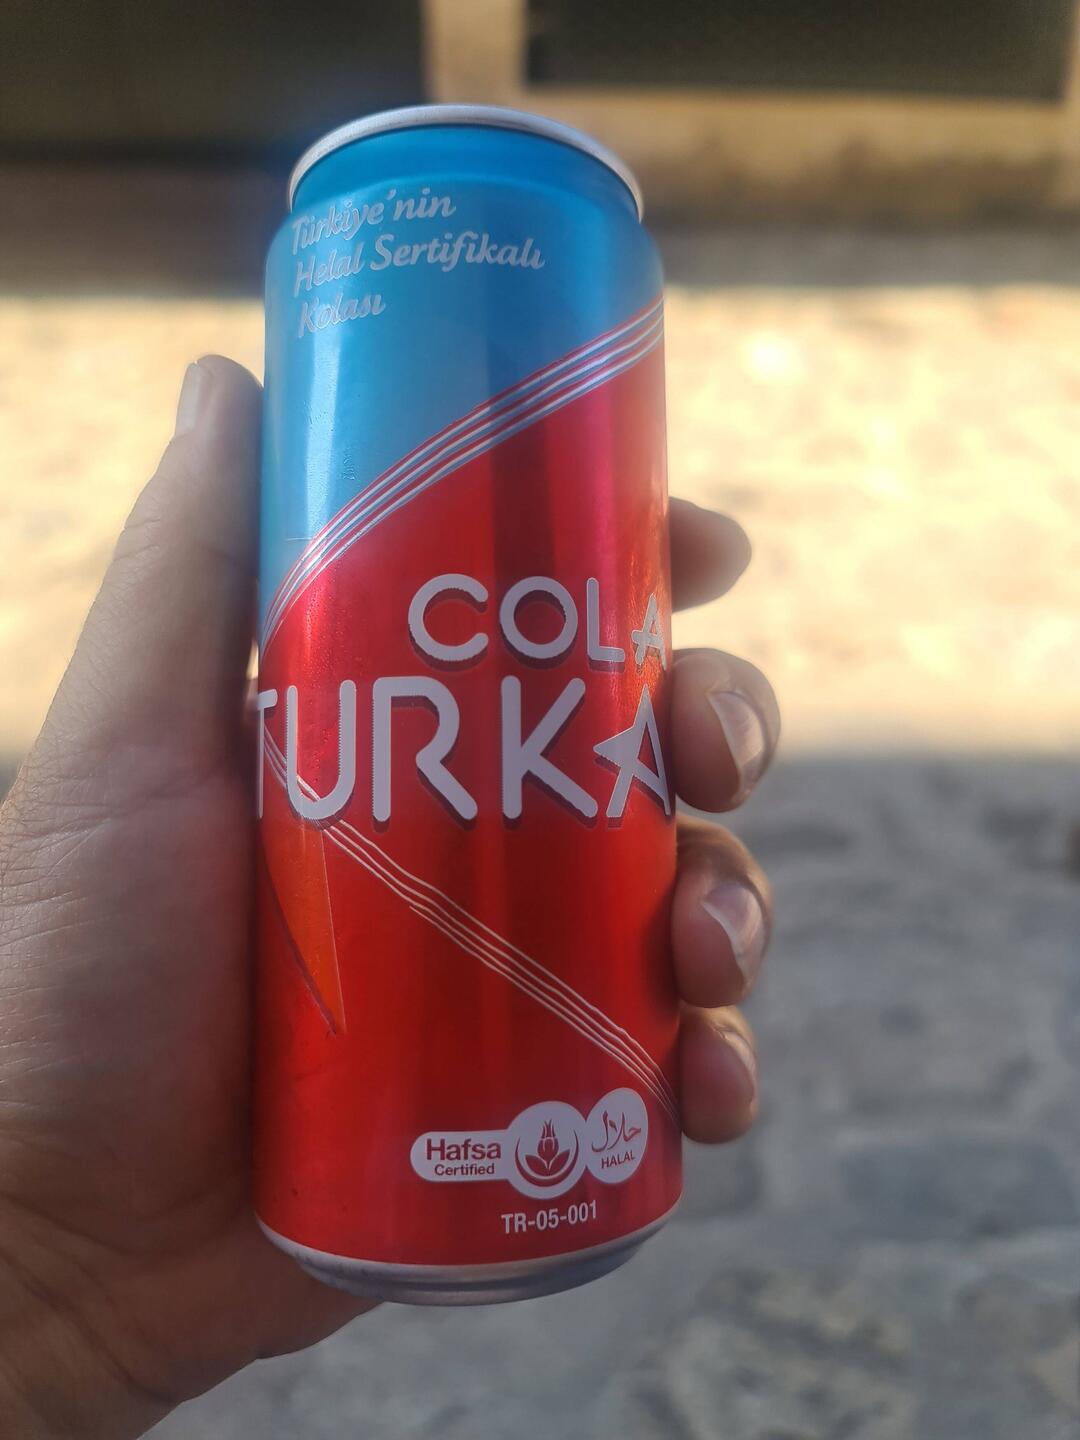 Türkiye'nin
Helal Sertifikalı
Kolası
COLA
TURKA
Hafsa
Certified
حلال
HALAL
TR-05-001